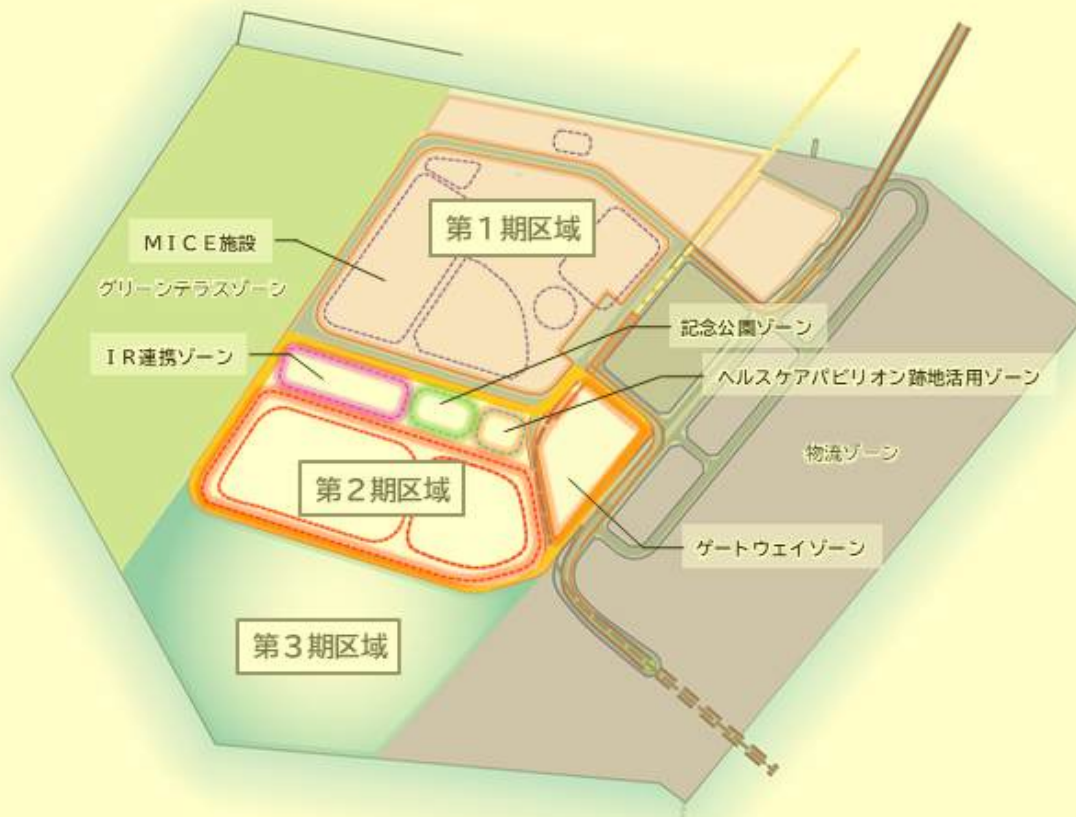 第1期区域
MICE施設
グリーンテラスゾーン
記念公園ゾーン
IR連携ゾーン
ヘルスケアパビリオン跡地活用ゾーン
物流ゾーン
第2期区域
ゲートウェイゾーン
第3期区域